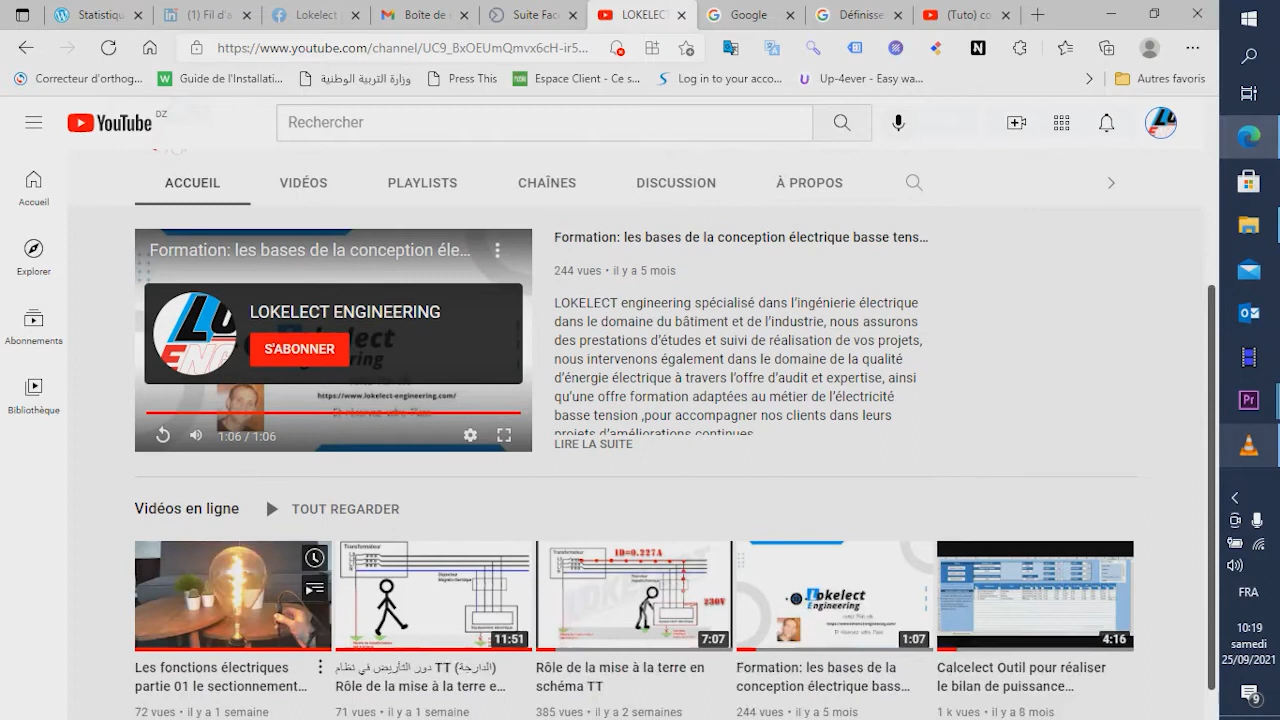 Statistiqu
(1) Fil d'a
Lokelect
Boîte de
Suite Fac
LOKELECT
Google
Définisse
(Tuto) co
https://www.youtube.com/channel/UC9_BxOEUmQmvx6cH-ir5...
Correcteur d'orthog...
Guide de l'Installati...
وزارة التربية الوطنية
Press This
Espace Client - Ce s...
Log in to your acco...
Up-4ever - Easy wa...
Autres favoris
YouTube DZ
Rechercher
ACCUEIL
VIDÉOS
PLAYLISTS
CHAÎNES
DISCUSSION
À PROPOS
Accueil
Explorer
Abonnements
Bibliothèque
Formation: les bases de la conception éle...
LOKELECT ENGINEERING
S'ABONNER
https://www.lokelect-engineering.com/
1:06 / 1:06
Formation: les bases de la conception électrique basse tens...
244 vues • il y a 5 mois
LOKELECT engineering spécialisé dans l'ingénierie électrique
dans le domaine du bâtiment et de l'industrie, nous assurons
des prestations d'études et suivi de réalisation de vos projets,
nous intervenons également dans le domaine de la qualité
d'énergie électrique à travers l'offre d'audit et expertise, ainsi
qu'une offre formation adaptées au métier de l'électricité
basse tension ,pour accompagner nos clients dans leurs
projets d'améliorations continues
LIRE LA SUITE
Vidéos en ligne
TOUT REGARDER
Transformateur
11:51
Transformateur
ID=0.227A
230V
7:07
Lokelect
Engineering
1:07
4:16
Les fonctions électriques
partie 01 le sectionnement...
72 vues • il y a 1 semaine
دور التأريض في نظام TT (الدارجة)
Rôle de la mise à terre e...
71 vues • il y a 1 semaine
Rôle de la mise à terre en
schéma TT
385 vues • il y a 2 semaines
Formation: les bases de la
conception électrique bass...
244 vues • il y a 5 mois
Calcelect Outil pour réaliser
le bilan de puissance...
1 k vues • il y a 8 mois
Pr
FRA
10:19
samedi
25/09/2021
9